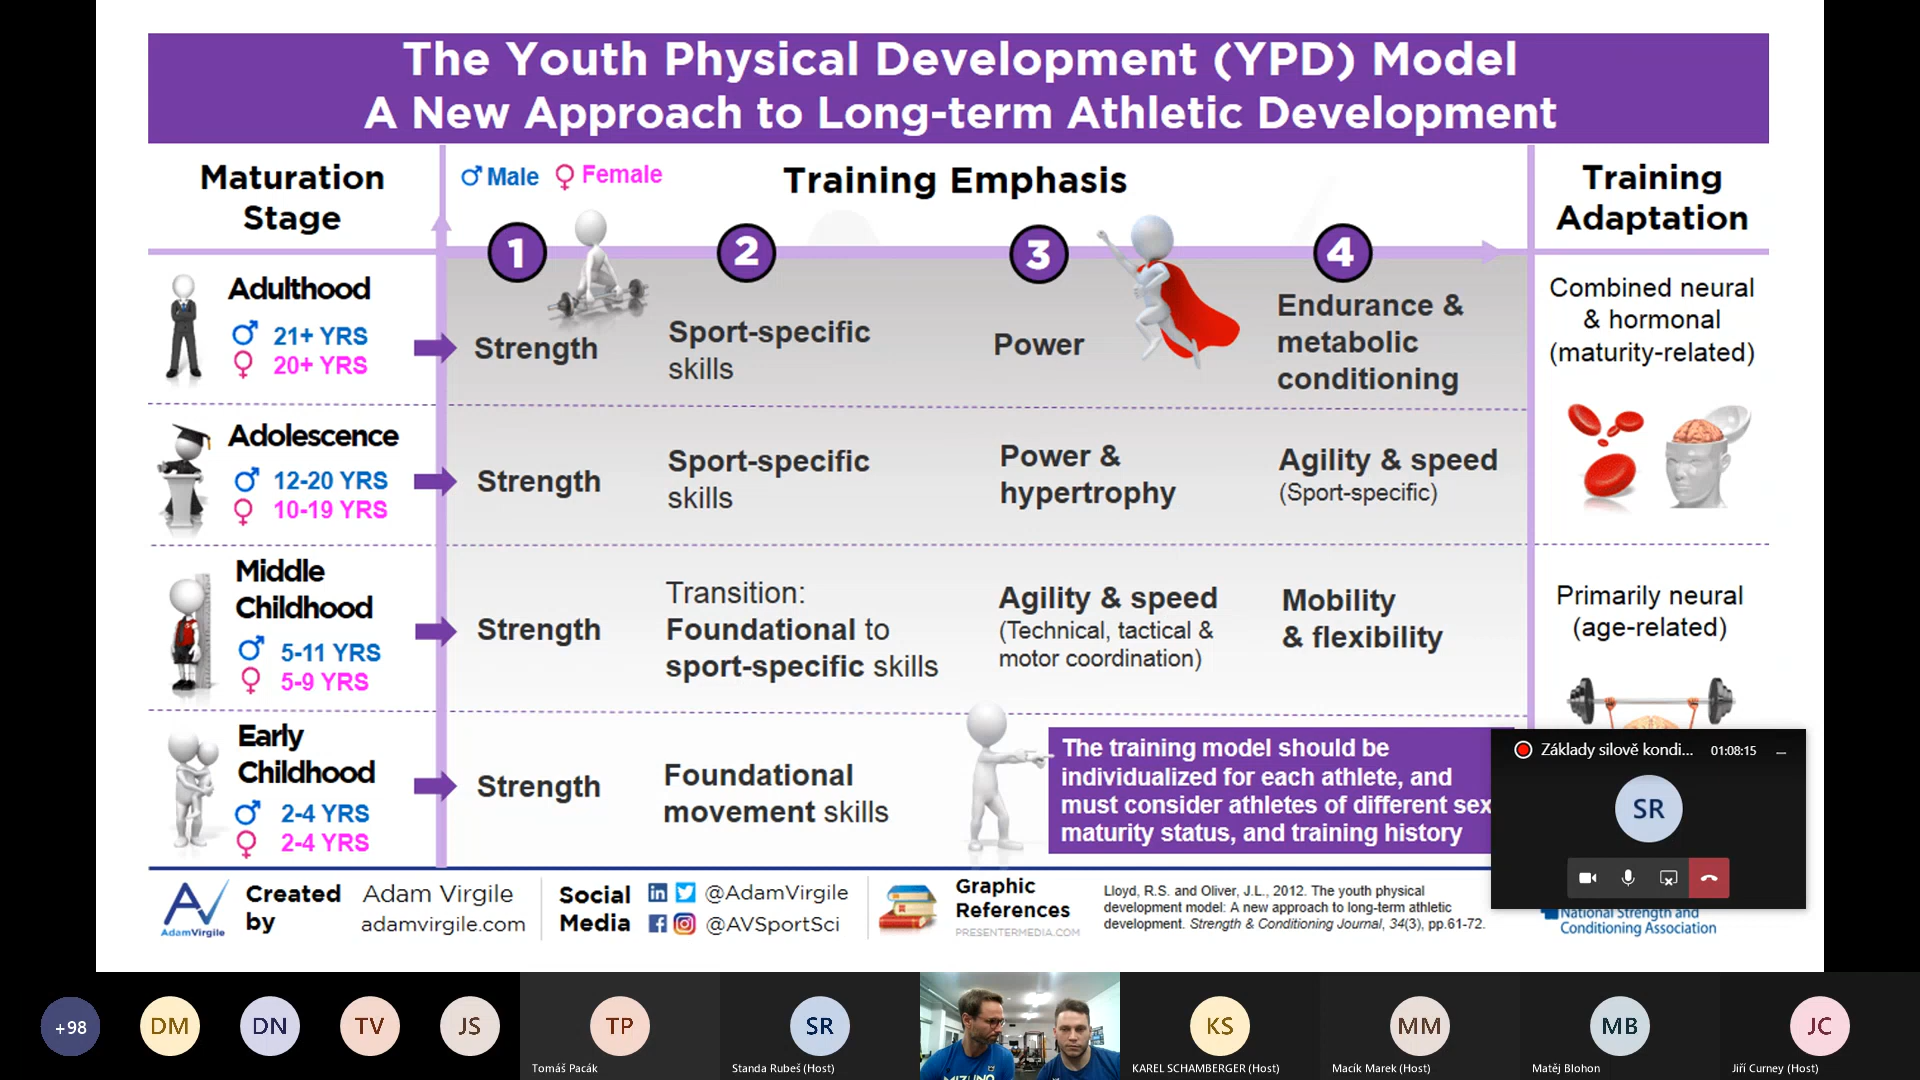 The Youth Physical Development (YPD) Model
A New Approach to Long-term Athletic Development
Maturation
Stage
Male Female
Training Emphasis
Training
Adaptation
1
2
3
4
Adulthood
21+ YRS
20+ YRS
Strength
Sport-specific
skills
Power
Endurance &
metabolic
conditioning
Combined neural
& hormonal
(maturity-related)
Adolescence
12-20 YRS
10-19 YRS
Strength
Sport-specific
skills
Power &
hypertrophy
Agility & speed
(Sport-specific)
Middle
Childhood
5-11 YRS
5-9 YRS
Strength
Transition:
Foundational to
sport-specific skills
Agility & speed
(Technical, tactical &
motor coordination)
Mobility
& flexibility
Primarily neural
(age-related)
Early
Childhood
2-4 YRS
2-4 YRS
Strength
Foundational
movement skills
The training model should be
individualized for each athlete, and
must consider athletes of different sex
maturity status, and training history
Základy silově kondi...
01:08:15
SR
AdamVirgile
Created
by
Adam Virgile
adamvirgile.com
Social
Media
@AdamVirgile
@AVSportSci
Graphic
References
PRESENTERMEDIA.COM
Lloyd, R.S. and Oliver, J.L., 2012. The youth physical
development model: A new approach to long-term athletic
development. Strength & Conditioning Journal, 34(3), pp.61-72.
National Strength and
Conditioning Association
+98
DM
DN
TV
JS
TP
Tomáš Pacák
SR
Standa Rubeš (Host)
MIZUNO
KS
KAREL SCHAMBERGER (Host)
MM
Macík Marek (Host)
MB
Matěj Blohon
JC
Jiří Curney (Host)